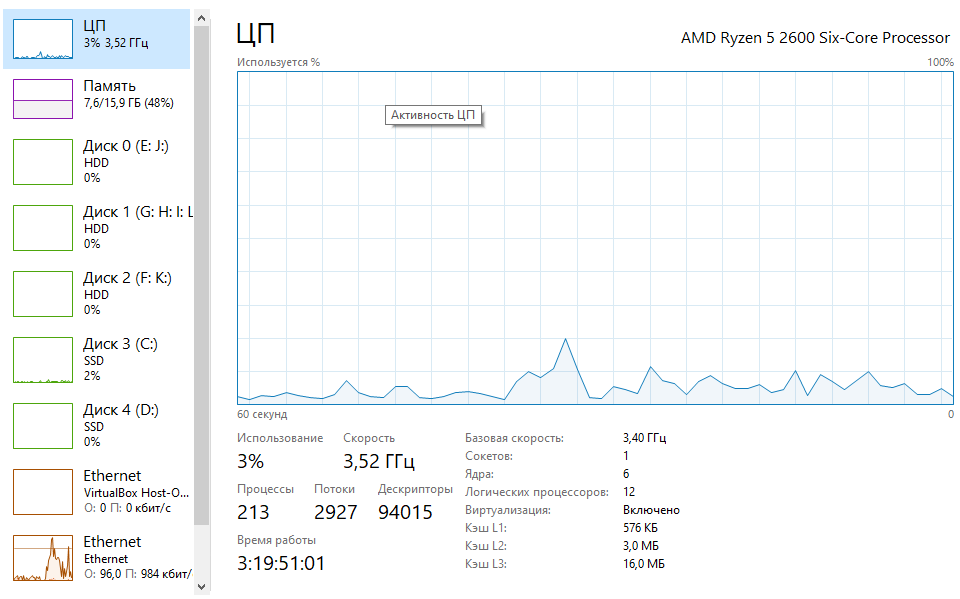 ЦП
3% 3,52 ГГц
Память
7,6/15,9 ГБ (48%)
Диск 0 (E: J:)
HDD
0%
Диск 1 (G: H: I: L
HDD
0%
Диск 2 (F: K:)
HDD
0%
Диск 3 (C:)
SSD
2%
Диск 4 (D:)
SSD
0%
Ethernet
VirtualBox Host-O...
О: 0 П: 0 кбит/с
Ethernet
Ethernet
О: 96,0 П: 984 кбит/
ЦП
AMD Ryzen 5 2600 Six-Core Processor
Используется %
100%
Активность ЦП
60 секунд
0
Использование
Скорость
3%
3,52 ГГц
Процессы
Потоки
Дескрипторы
213
2927
94015
Время работы
3:19:51:01
Базовая скорость: 3,40 ГГц
Сокетов: 1
Ядра: 6
Логических процессоров: 12
Виртуализация: Включено
Кэш L1: 576 КБ
Кэш L2: 3,0 МБ
Кэш L3: 16,0 МБ